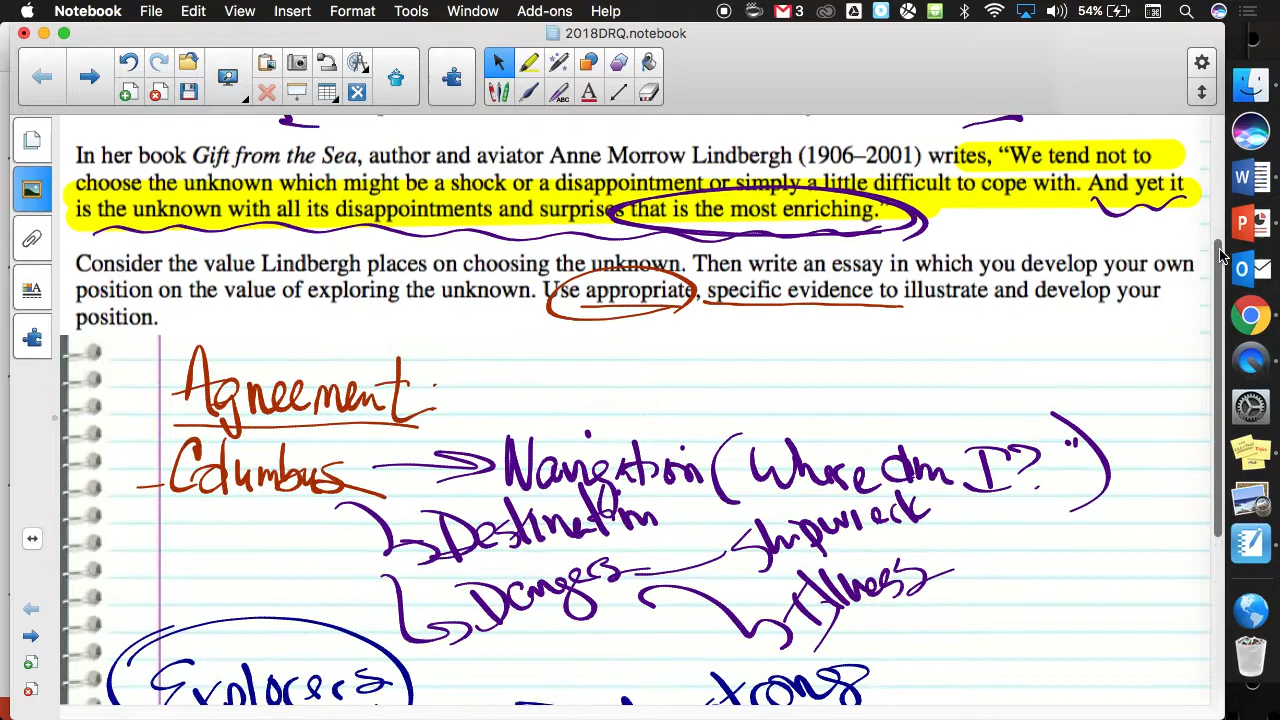 Notebook File Edit View Insert Format Tools Window Add-ons Help 3 54%
2018DRQ.notebook
In her book Gift from the Sea, author and aviator Anne Morrow Lindbergh (1906–2001) writes, “We tend not to
choose the unknown which might be a shock or a disappointment or simply a little difficult to cope with. And yet it
is the unknown with all its disappointments and surprises that is the most enriching.”
Consider the value Lindbergh places on choosing the unknown. Then write an essay in which you develop your own
position on the value of exploring the unknown. Use appropriate, specific evidence to illustrate and develop your
position.
Agreement
Columbus Navigation (Where Am I?")
Destination Shipwreck
Dangers Illness
Explorers